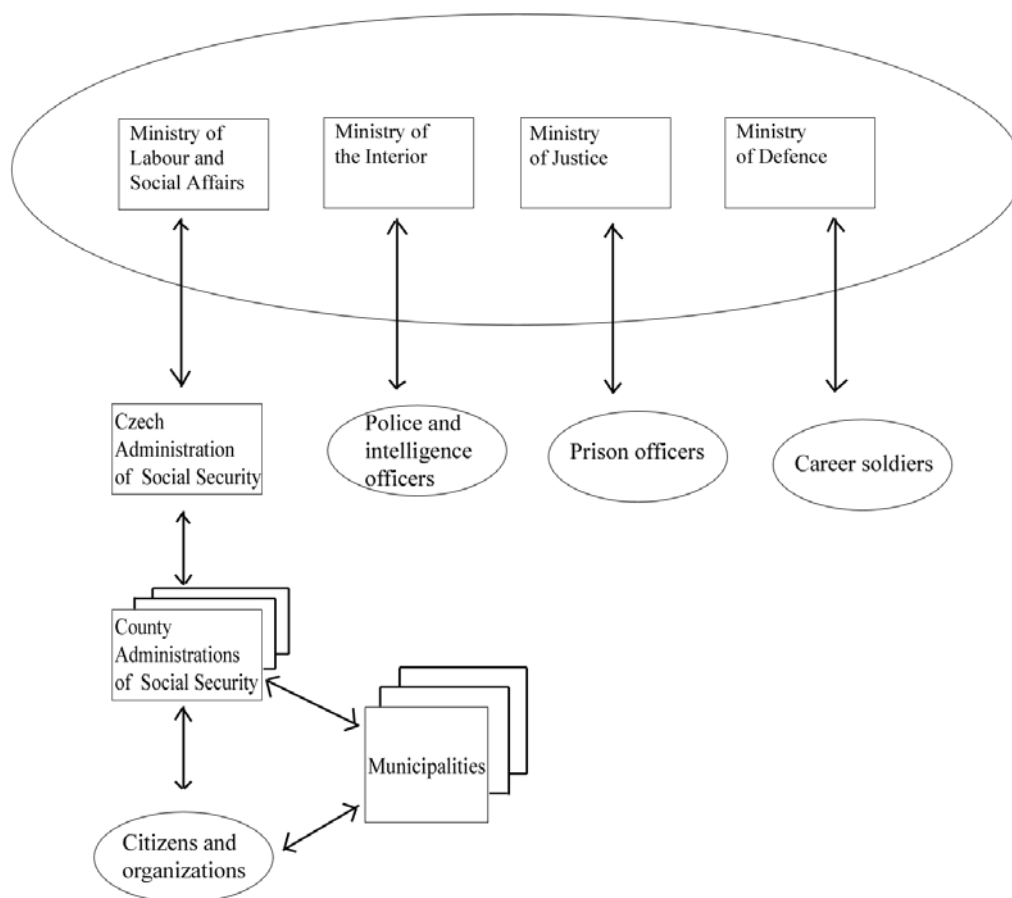 Ministry of
Labour and
Social Affairs
Ministry of
the Interior
Ministry
of Justice
Ministry
of Defence
Czech
Administration
of Social Security
Police and
intelligence
officers
Prison officers
Career soldiers
County
Administrations
of Social Security
Municipalities
Citizens and
organizations